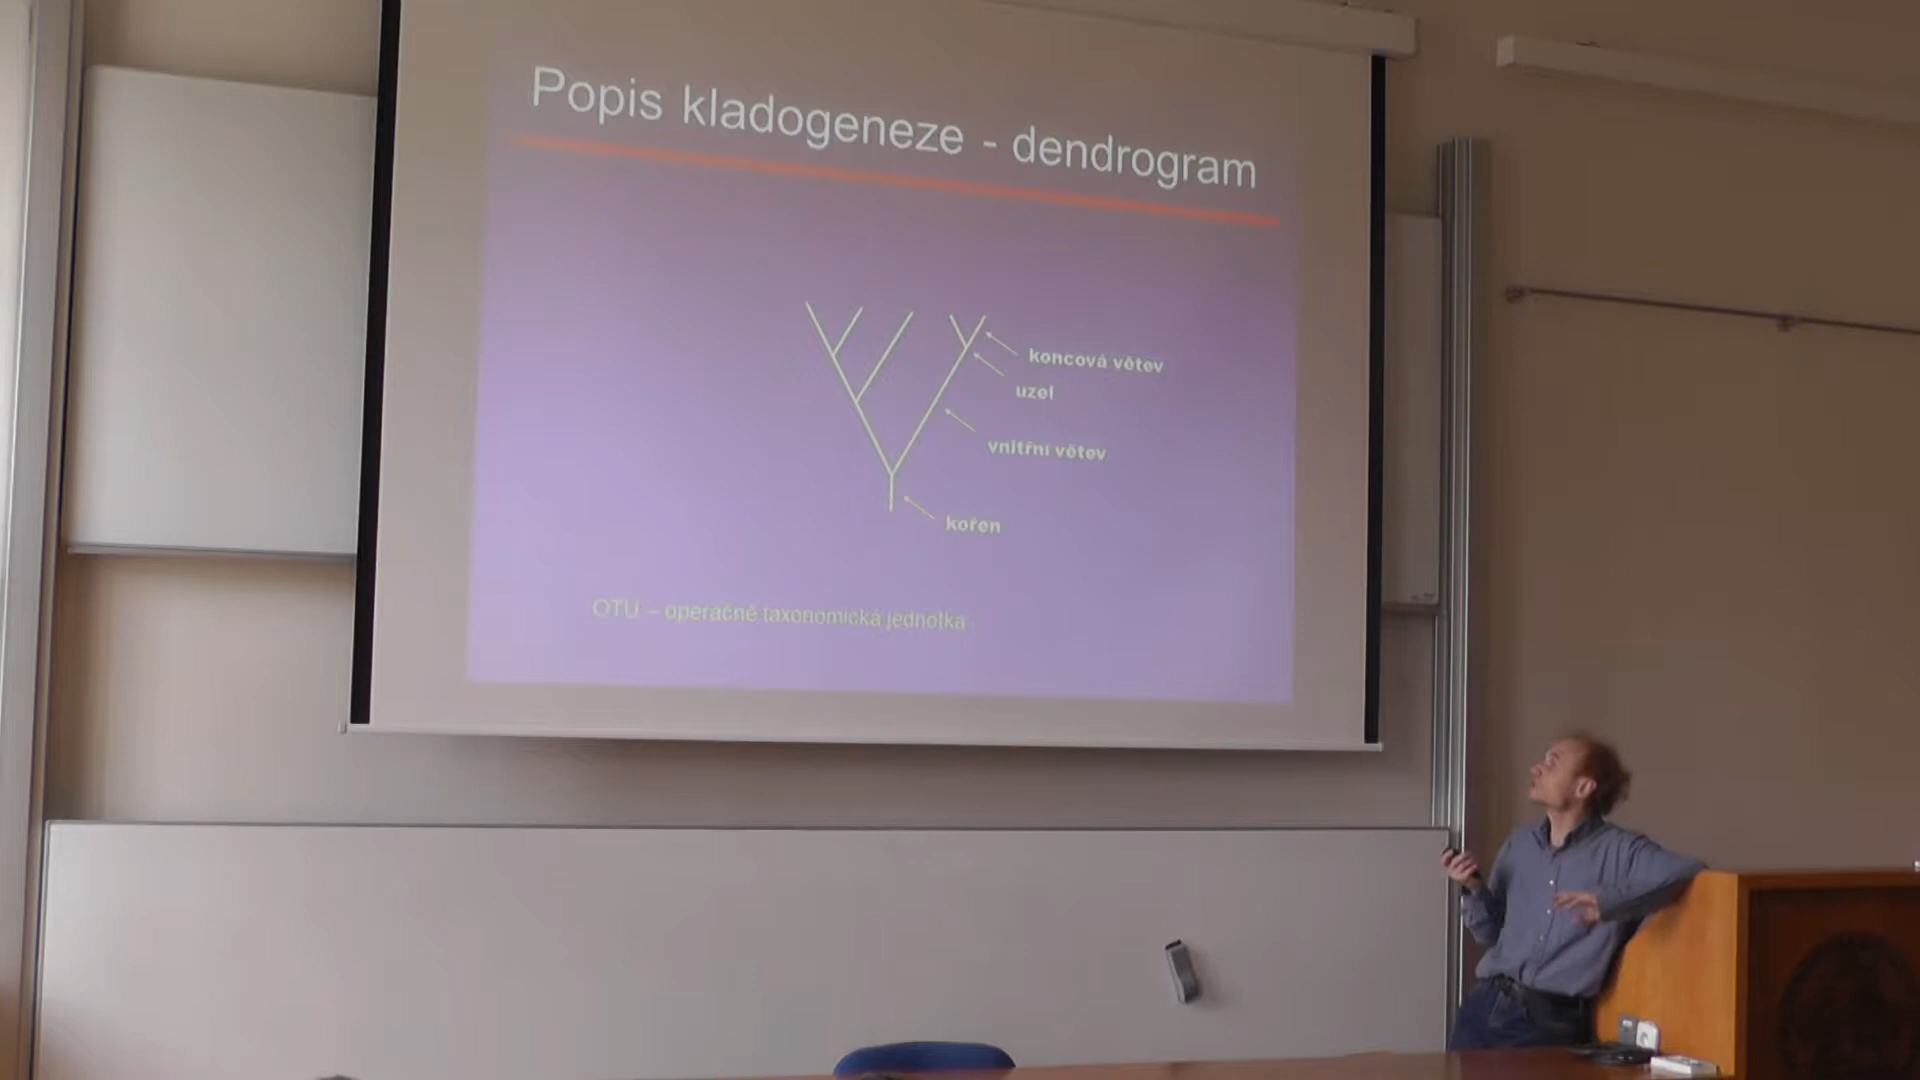 Popis kladogeneze - dendrogram
koncová větev
uzel
vnitřní větev
kořen
OTU – operačně taxonomická jednotka